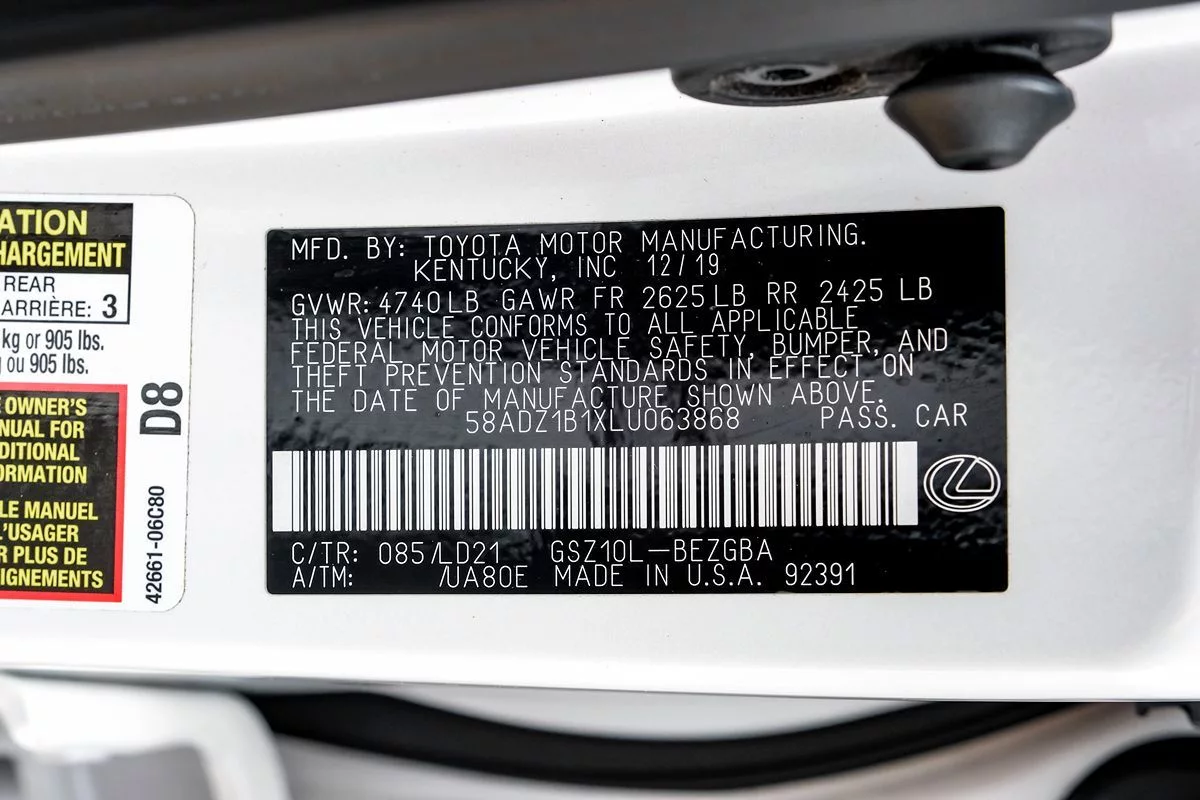 ATION
HARGEMENT
REAR
ARRIÈRE: 3
kg or 905 lbs.
ou 905 lbs.
OWNER'S
NUAL FOR
DITIONAL
ORMATION
LE MANUEL
L'USAGER
R PLUS DE
IGNEMENTS
D8
42661-06C80
MFD. BY: TOYOTA MOTOR MANUFACTURING.
KENTUCKY, INC 12/19
GVWR: 4740LB GAWR FR 2625LB RR 2425 LB
THIS VEHICLE CONFORMS TO ALL APPLICABLE
FEDERAL MOTOR VEHICLE SAFETY, BUMPER, AND
THEFT PREVENTION STANDARDS IN EFFECT ON
THE DATE OF MANUFACTURE SHOWN ABOVE.
58ADZ1B1XLU063868 PASS. CAR
C/TR: 085/LD21 GSZ10L-BEZGBA
A/TM: /UA80E MADE IN U.S.A. 92391